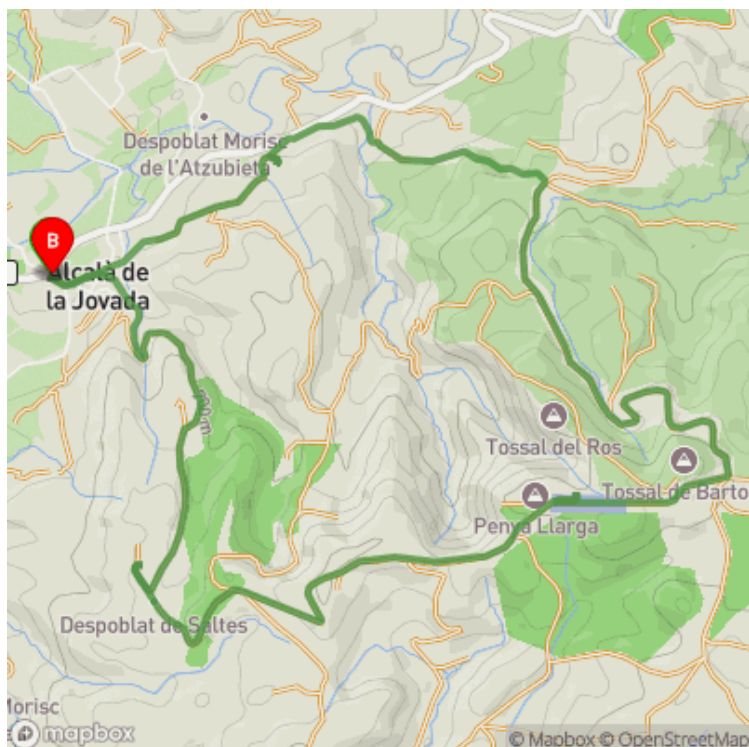 Despoblat Morisc
de l'Atzubieta
B
Alcalà de
la Jovada
400m
Tossal del Ros
Tossal de Barto
Penya Llarga
Despoblat de Saltes
Morisc
mapbox
© Mapbox © OpenStreetMap